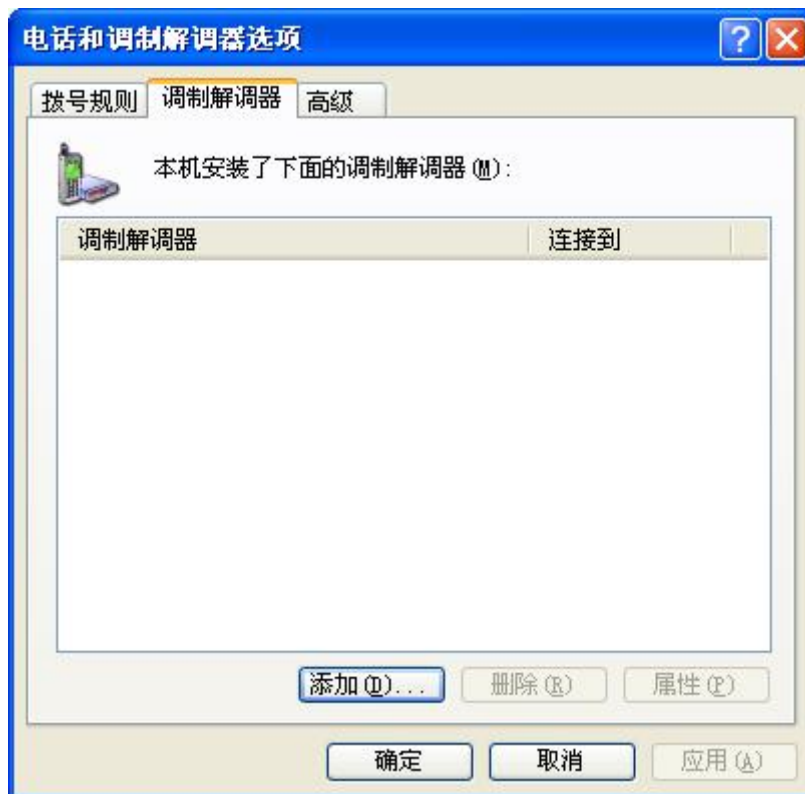 电话和调制解调器选项
拨号规则 调制解调器 高级
本机安装了下面的调制解调器(M):
调制解调器 连接到
添加(D)... 删除(R) 属性(P)
确定 取消 应用(A)